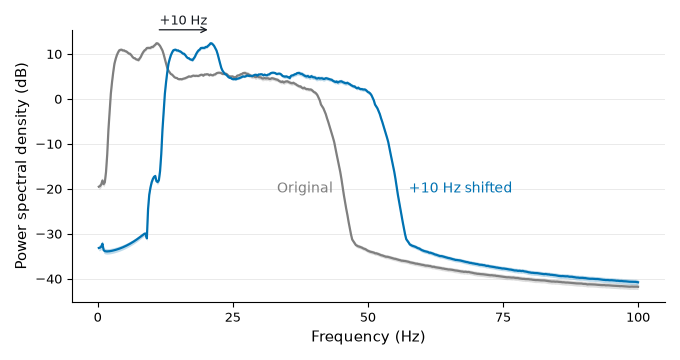 +10 Hz
10
0
−10
−20
−30
−40
Power spectral density (dB)
Original
+10 Hz shifted
0
25
50
75
100
Frequency (Hz)